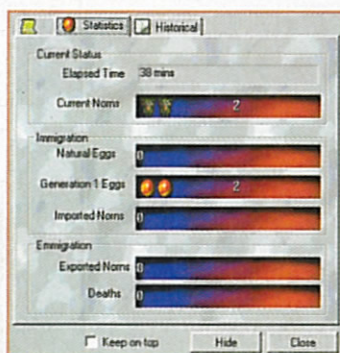 Statistics Historical
Current Status
Elapsed Time 38 mins
Current Norns 2
Immigration
Natural Eggs 0
Generation 1 Eggs 2
Imported Norns 0
Emmigration
Exported Norns 0
Deaths 0
Keep on top Hide Close